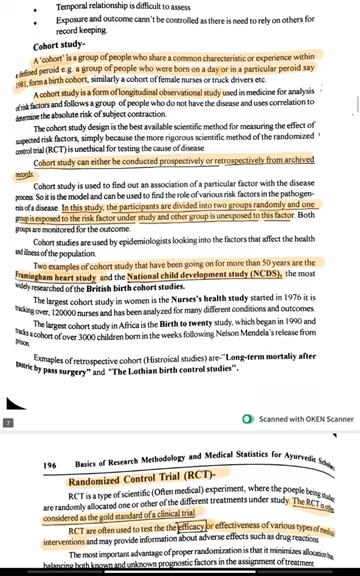 • Temporal relationship is difficult to assess
• Exposure and outcome cann't be controlled as there is need to rely on others for
record keeping.
Cohort study-
A 'cohort' is a group of people who share a common charecteristic or experience within
a defined peroid e.g. a group of people who were born on a day or in a particular peroid say
1981, form a birth cohort, similarly a cohort of female nurses or truck drivers etc.
A cohort study is a form of longitudinal observational study used in medicine for analysis
of risk factors and follows a group of people who do not have the disease and uses correlation to
determine the absolute risk of subject contraction.
The cohort study design is the best available scientific method for measuring the effect of
suspected risk factors, simply because the more rigorous scientific method of the randomized
control trial (RCT) is unethical for testing the cause of disease.
Cohort study can either be conducted prospectively or retrospectively from archived
records.
Cohort study is used to find out an association of a particular factor with the disease
process. So it is the model and can be used to find the role of various risk factors in the pathogen-
esis of a disease. In this study, the participants are divided into two groups randomly and one
group is exposed to the risk factor under study and other group is unexposed to this factor. Both
groups are monitored for the outcome.
Cohort studies are used by epidemiologists looking into the factors that affect the health
and illness of the population.
Two examples of cohort study that have been going on for more than 50 years are the
Framingham heart study and the National child development study (NCDS), the most
widely researched of the British birth cohort studies.
The largest cohort study in women is the Nurses's health study started in 1976 it is
tracking over, 120000 nurses and has been analyzed for many different conditions and outcomes.
The largest cohort study in Africa is the Birth to twenty study, which began in 1990 and
tracks a cohort of over 3000 children born in the weeks following Nelson Mendela's release from
prison.
Exmaples of retrospective cohort (Histroical studies) are-"Long-term mortality after
gastric by pass surgery" and "The Lothian birth control studies".
7
Scanned with OKEN Scanner
196 Basics of Research Methodology and Medical Statistics for Ayurvedic Scholars
Randomized Control Trial (RCT)-
RCT is a type of scientific (Often medical) experiment, where the poeple being
are randomly allocated one or other of the different treatments under study. The RCT is often
considered as the gold standard of a clinical trial.
RCT are often used to test the the efficacy or effectiveness of various types of medical
interventions and may provide information about adverse effects such as drug reactions
The most important advantage of proper randomization is that it minimizes allocation
balancing both known and unknown prognostic factors in the assignment of treatment.